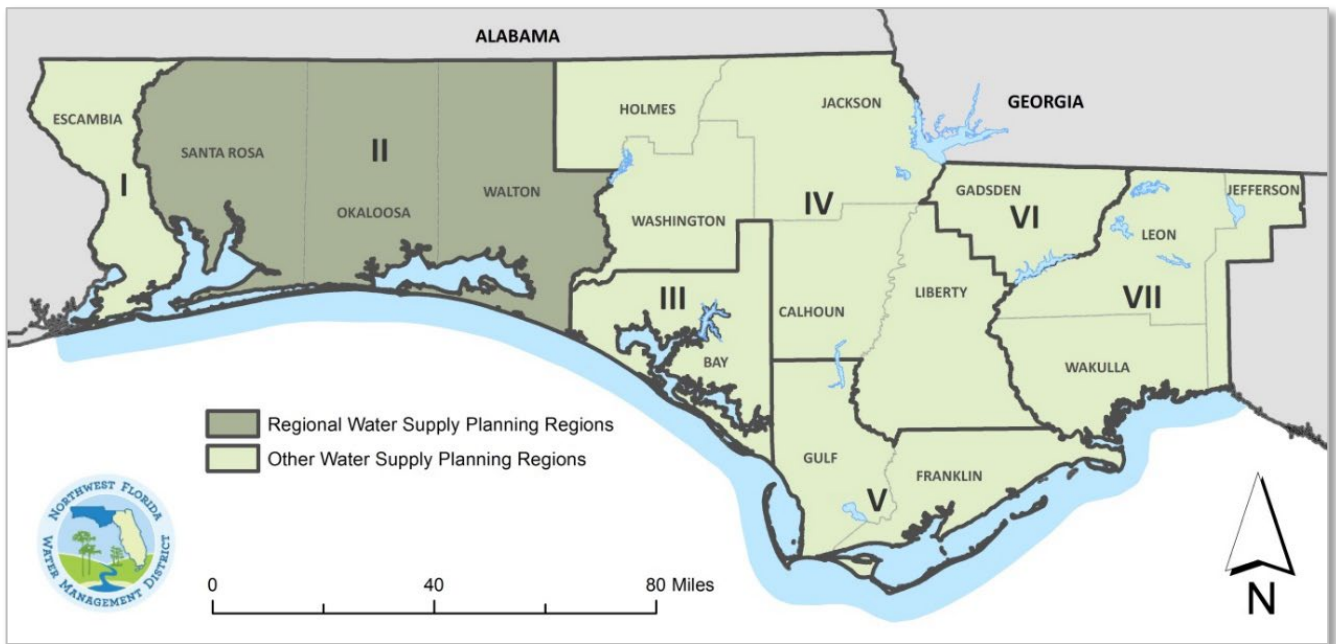 ALABAMA
GEORGIA
ESCAMBIA
I
SANTA ROSA
II
OKALOOSA
WALTON
HOLMES
JACKSON
WASHINGTON
IV
GADSDEN
VI
JEFFERSON
LEON
III
BAY
CALHOUN
LIBERTY
VII
WAKULLA
GULF
V
FRANKLIN
Regional Water Supply Planning Regions
Other Water Supply Planning Regions
NORTHWEST FLORIDA
WATER MANAGEMENT DISTRICT
0 40 80 Miles
N